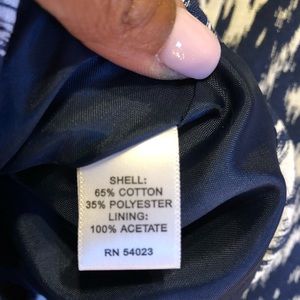 SHELL:
65% COTTON
35% POLYESTER
LINING:
100% ACETATE
RN 54023